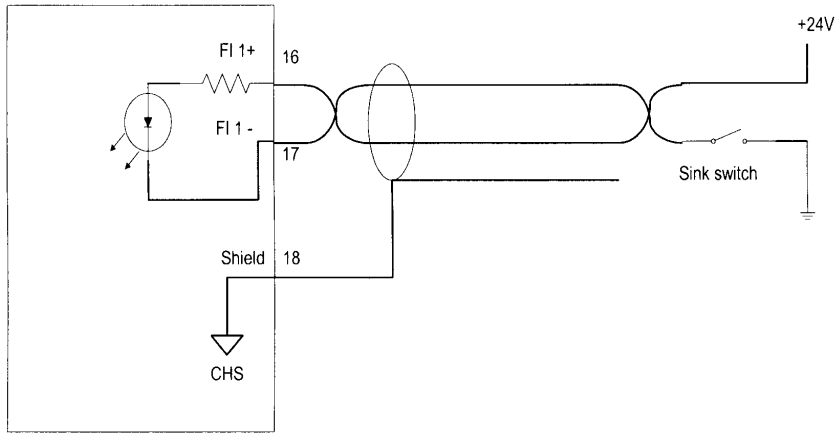 +24V
FI 1+
16
FI 1 -
17
Sink switch
Shield
18
CHS